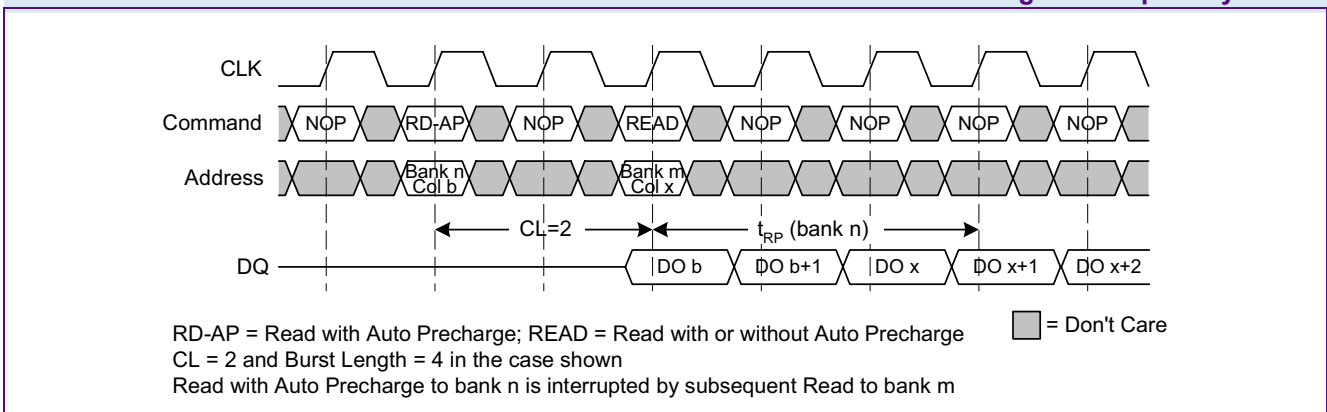 CLK
Command NOP RD-AP NOP READ NOP NOP NOP NOP
Address Bank n Bank m
Col b Col x
CL=2 tRP (bank n)
DQ DO b DO b+1 DO x DO x+1 DO x+2
RD-AP = Read with Auto Precharge; READ = Read with or without Auto Precharge = Don't Care
CL = 2 and Burst Length = 4 in the case shown
Read with Auto Precharge to bank n is interrupted by subsequent Read to bank m